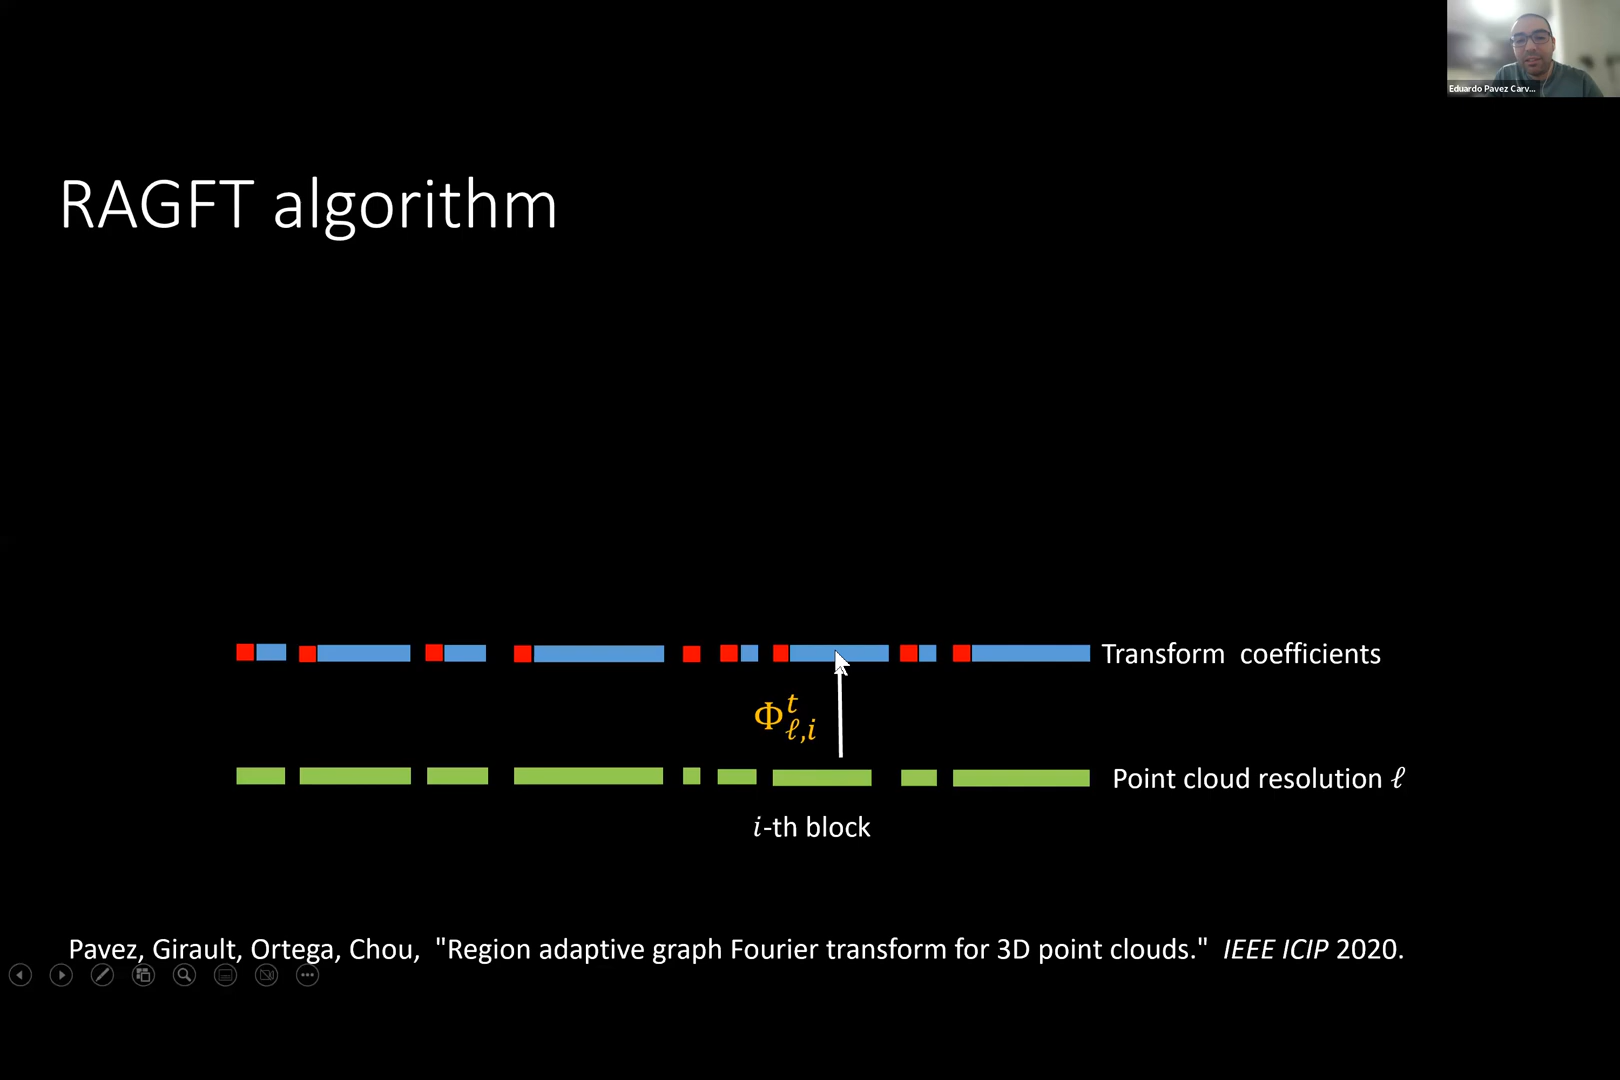 Eduardo Pavez Carv...
RAGFT algorithm
Transform coefficients
Φ^t_{ℓ,i}
Point cloud resolution ℓ
i-th block
Pavez, Girault, Ortega, Chou, "Region adaptive graph Fourier transform for 3D point clouds." IEEE ICIP 2020.